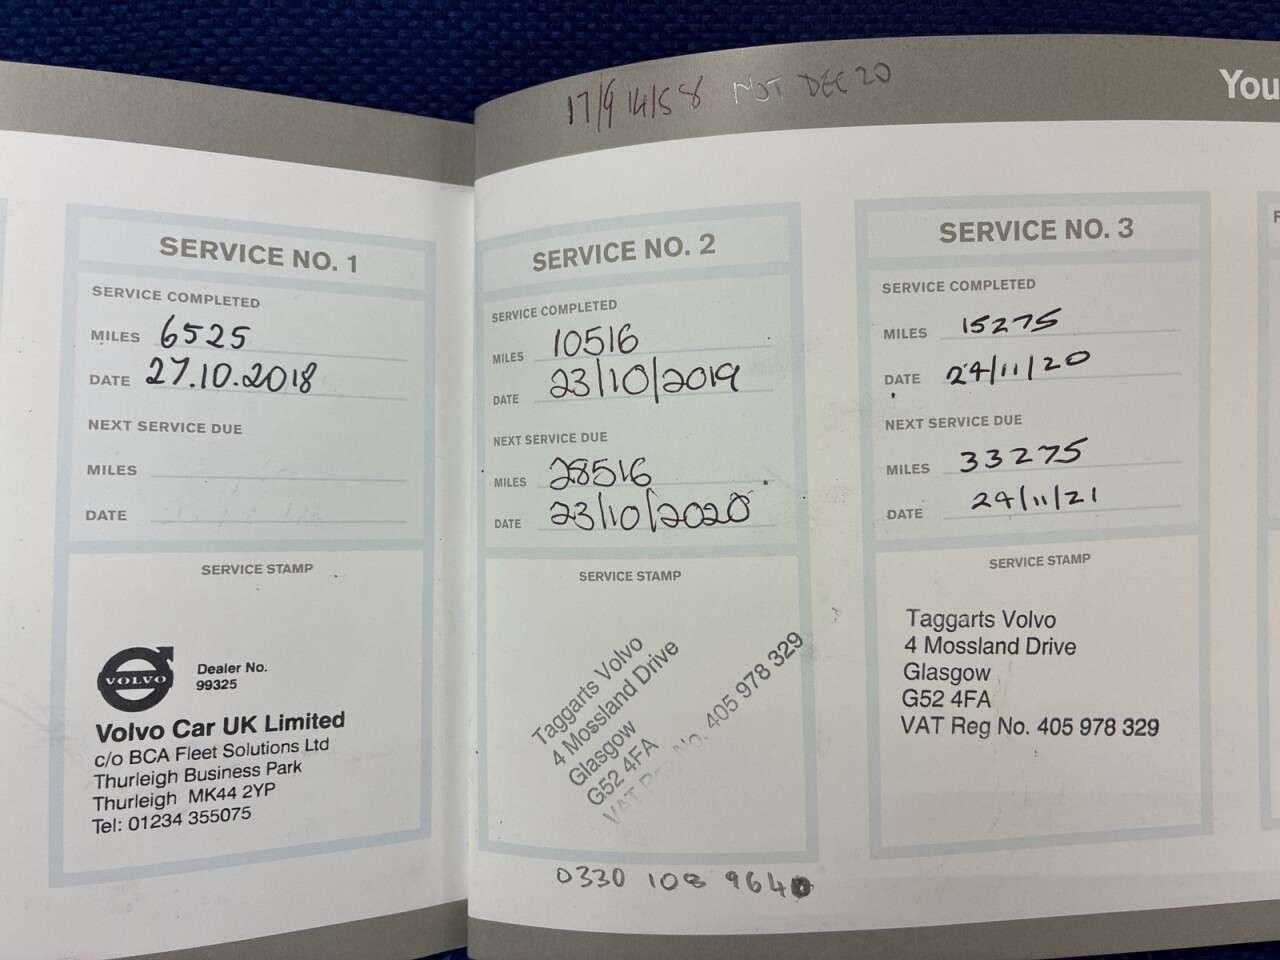 17/9 14/58 NOT DEC 20
You
SERVICE NO. 1
SERVICE COMPLETED
MILES 6525
DATE 27.10.2018
NEXT SERVICE DUE
MILES
DATE
SERVICE STAMP
VOLVO
Dealer No.
99325
Volvo Car UK Limited
c/o BCA Fleet Solutions Ltd
Thurleigh Business Park
Thurleigh MK44 2YP
Tel: 01234 355075
SERVICE NO. 2
SERVICE COMPLETED
MILES 10516
DATE 23/10/2019
NEXT SERVICE DUE
MILES 28516
DATE 23/10/2020
SERVICE STAMP
Taggarts Volvo
4 Mossland Drive
Glasgow
G52 4FA
VAT Reg No. 405 978 329
0330 108 9640
SERVICE NO. 3
SERVICE COMPLETED
MILES 15275
DATE 24/11/20
NEXT SERVICE DUE
MILES 33275
DATE 24/11/21
SERVICE STAMP
Taggarts Volvo
4 Mossland Drive
Glasgow
G52 4FA
VAT Reg No. 405 978 329